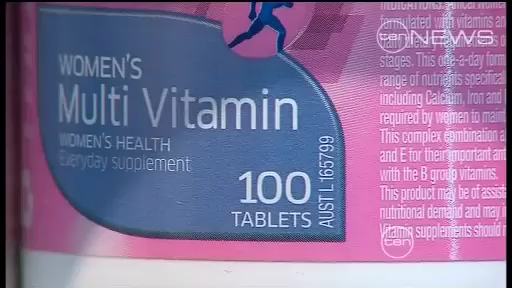 ten NEWS
WOMEN'S
Multi Vitamin
WOMEN'S HEALTH
Everyday supplement
100
TABLETS
AUST L 165799
INDICATIONS:
formulated with vitamins an
stages. This one-a-day form
range of nutrients specifical
including Calcium, Iron and
required by women to main
This complex combination a
and E for their important ant
with the B group vitamins.
This product may be of assist
nutritional demand and may i
Vitamin supplements should
ten